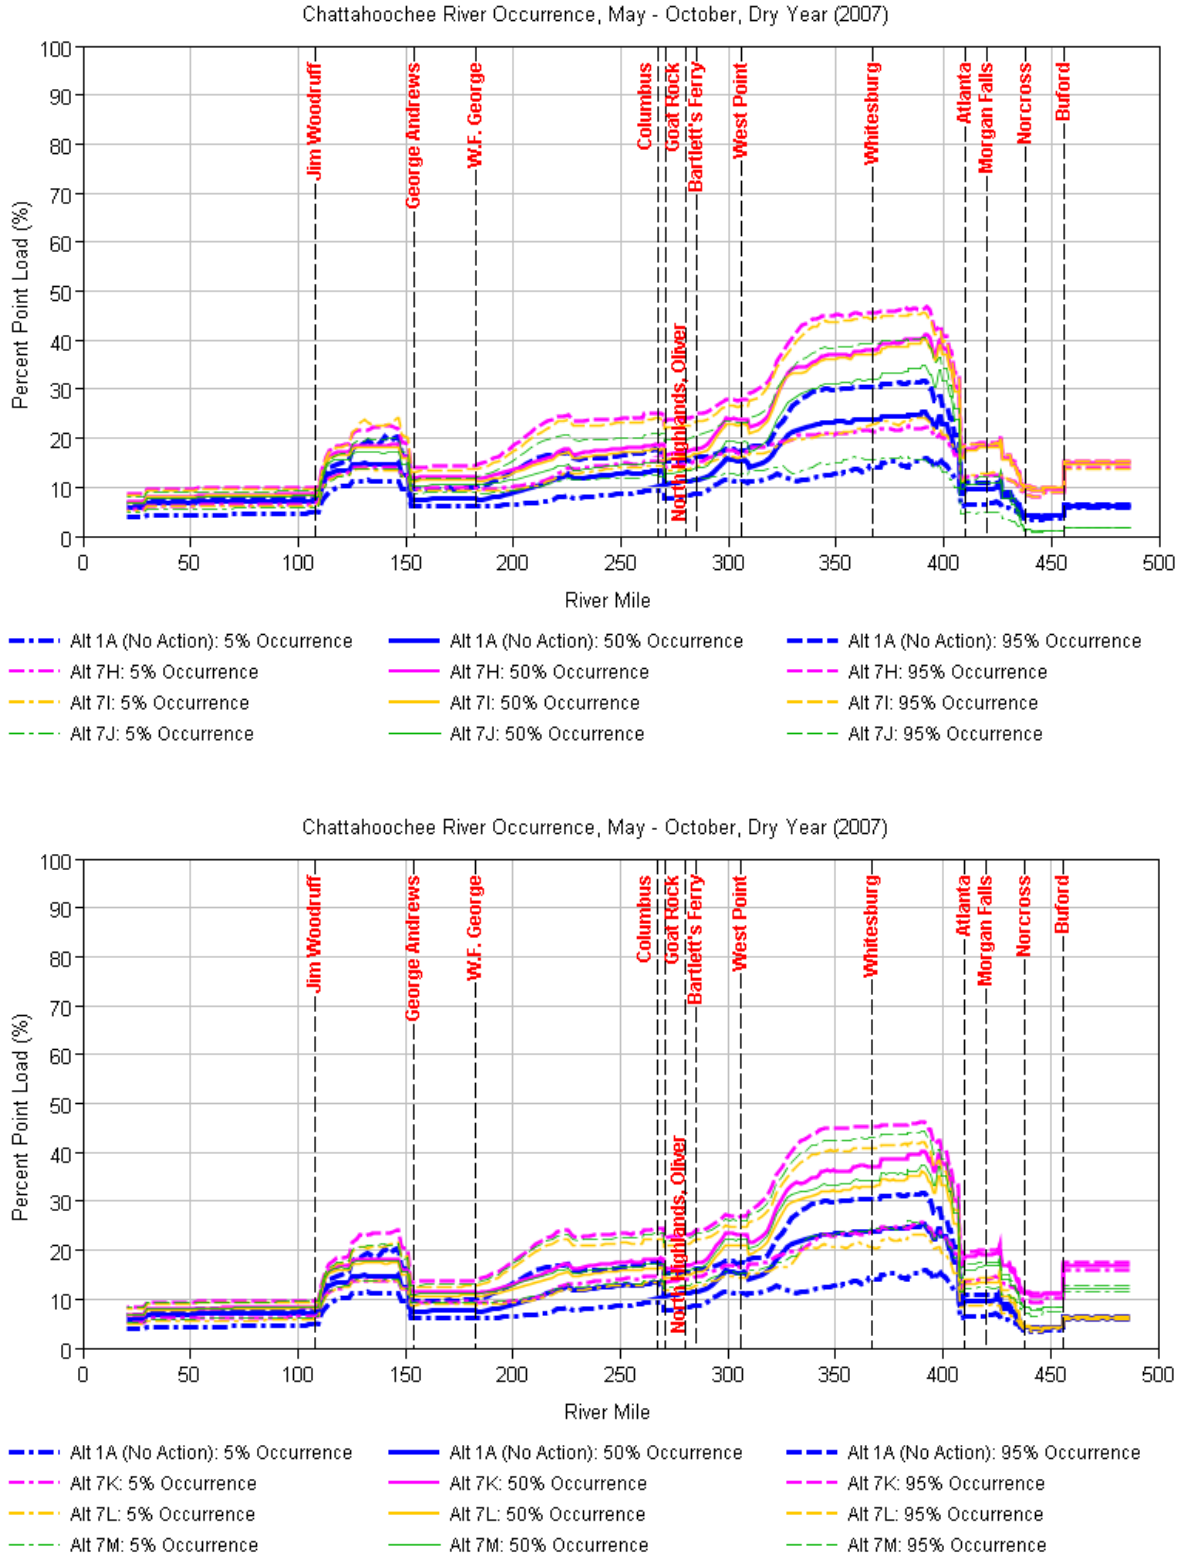 Chattahoochee River Occurrence, May - October, Dry Year (2007)
Percent Point Load (%)
100
90
80
70
60
50
40
30
20
10
0
Jim Woodruff
George Andrews
W.F. George
Columbus
Goat Rock
North Highlands, Oliver
Bartlett's Ferry
West Point
Whitesburg
Atlanta
Morgan Falls
Norcross
Buford
0 50 100 150 200 250 300 350 400 450 500
River Mile
Alt 1A (No Action): 5% Occurrence Alt 1A (No Action): 50% Occurrence Alt 1A (No Action): 95% Occurrence
Alt 7H: 5% Occurrence Alt 7H: 50% Occurrence Alt 7H: 95% Occurrence
Alt 7I: 5% Occurrence Alt 7I: 50% Occurrence Alt 7I: 95% Occurrence
Alt 7J: 5% Occurrence Alt 7J: 50% Occurrence Alt 7J: 95% Occurrence
Chattahoochee River Occurrence, May - October, Dry Year (2007)
Percent Point Load (%)
100
90
80
70
60
50
40
30
20
10
0
Jim Woodruff
George Andrews
W.F. George
Columbus
Goat Rock
North Highlands, Oliver
Bartlett's Ferry
West Point
Whitesburg
Atlanta
Morgan Falls
Norcross
Buford
0 50 100 150 200 250 300 350 400 450 500
River Mile
Alt 1A (No Action): 5% Occurrence Alt 1A (No Action): 50% Occurrence Alt 1A (No Action): 95% Occurrence
Alt 7K: 5% Occurrence Alt 7K: 50% Occurrence Alt 7K: 95% Occurrence
Alt 7L: 5% Occurrence Alt 7L: 50% Occurrence Alt 7L: 95% Occurrence
Alt 7M: 5% Occurrence Alt 7M: 50% Occurrence Alt 7M: 95% Occurrence